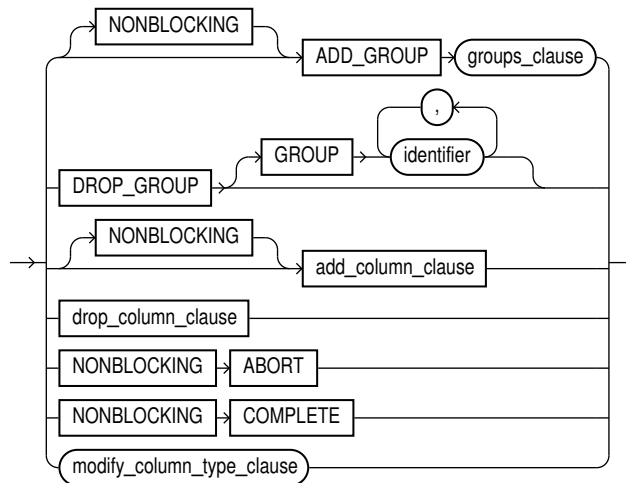 NONBLOCKING
ADD_GROUP groups_clause
,
GROUP identifier
DROP_GROUP
NONBLOCKING
add_column_clause
drop_column_clause
NONBLOCKING ABORT
NONBLOCKING COMPLETE
modify_column_type_clause